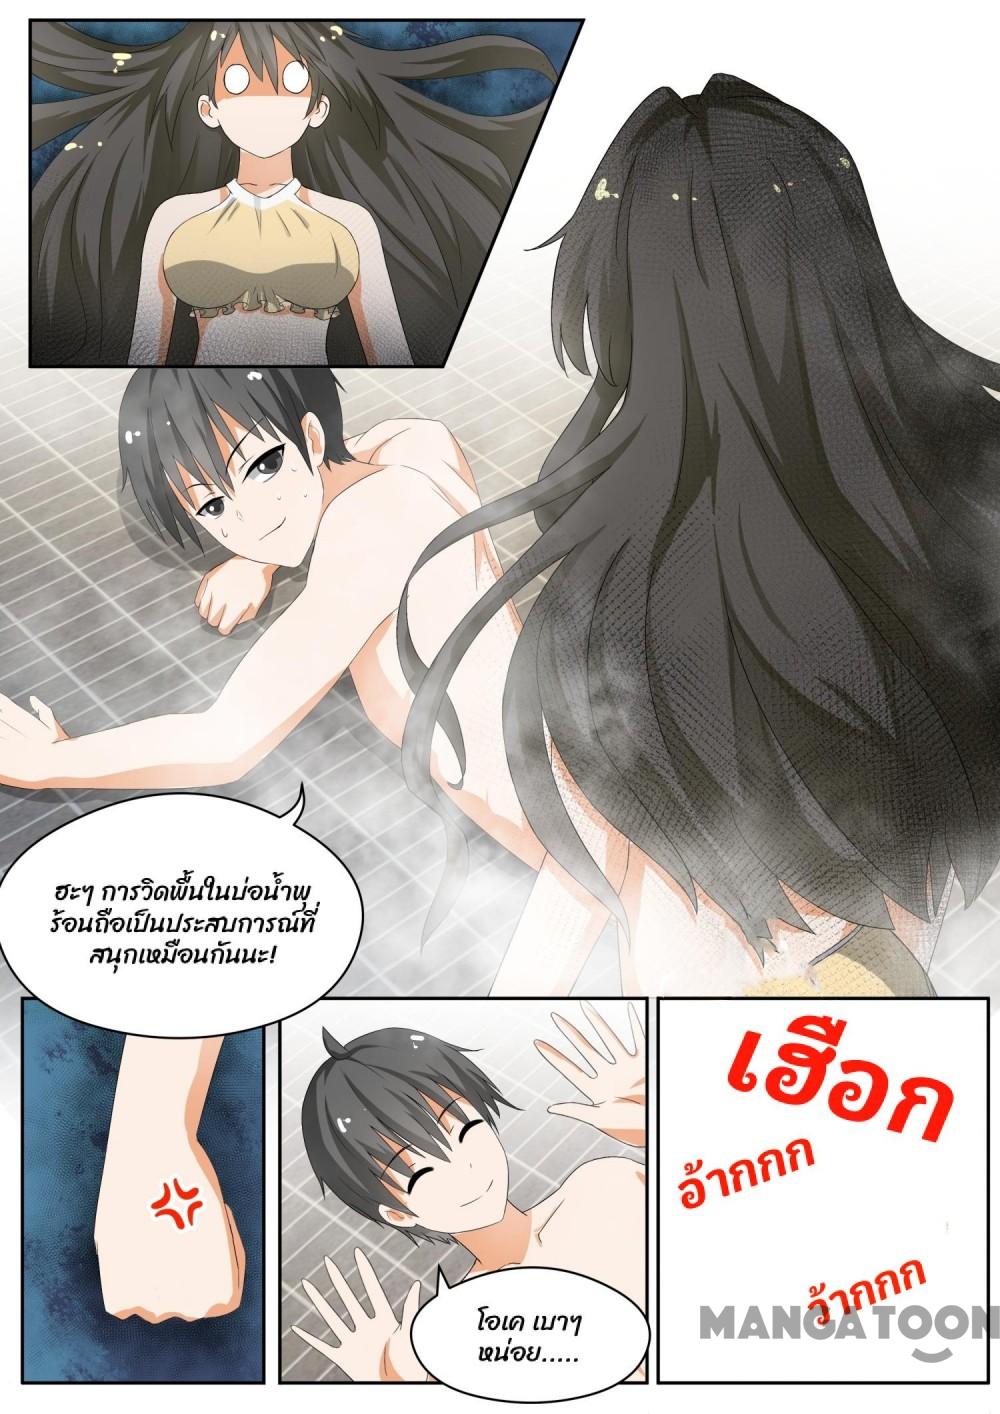 ฮะๆ การวิดพื้นในบ่อน้ำพุ
ร้อนถือเป็นประสบการณ์ที่
สนุกเหมือนกันนะ!
โอเค เบาๆ
หน่อย.....
เฮือก
อ้ากกก
ว้ากกก
MANGATOON